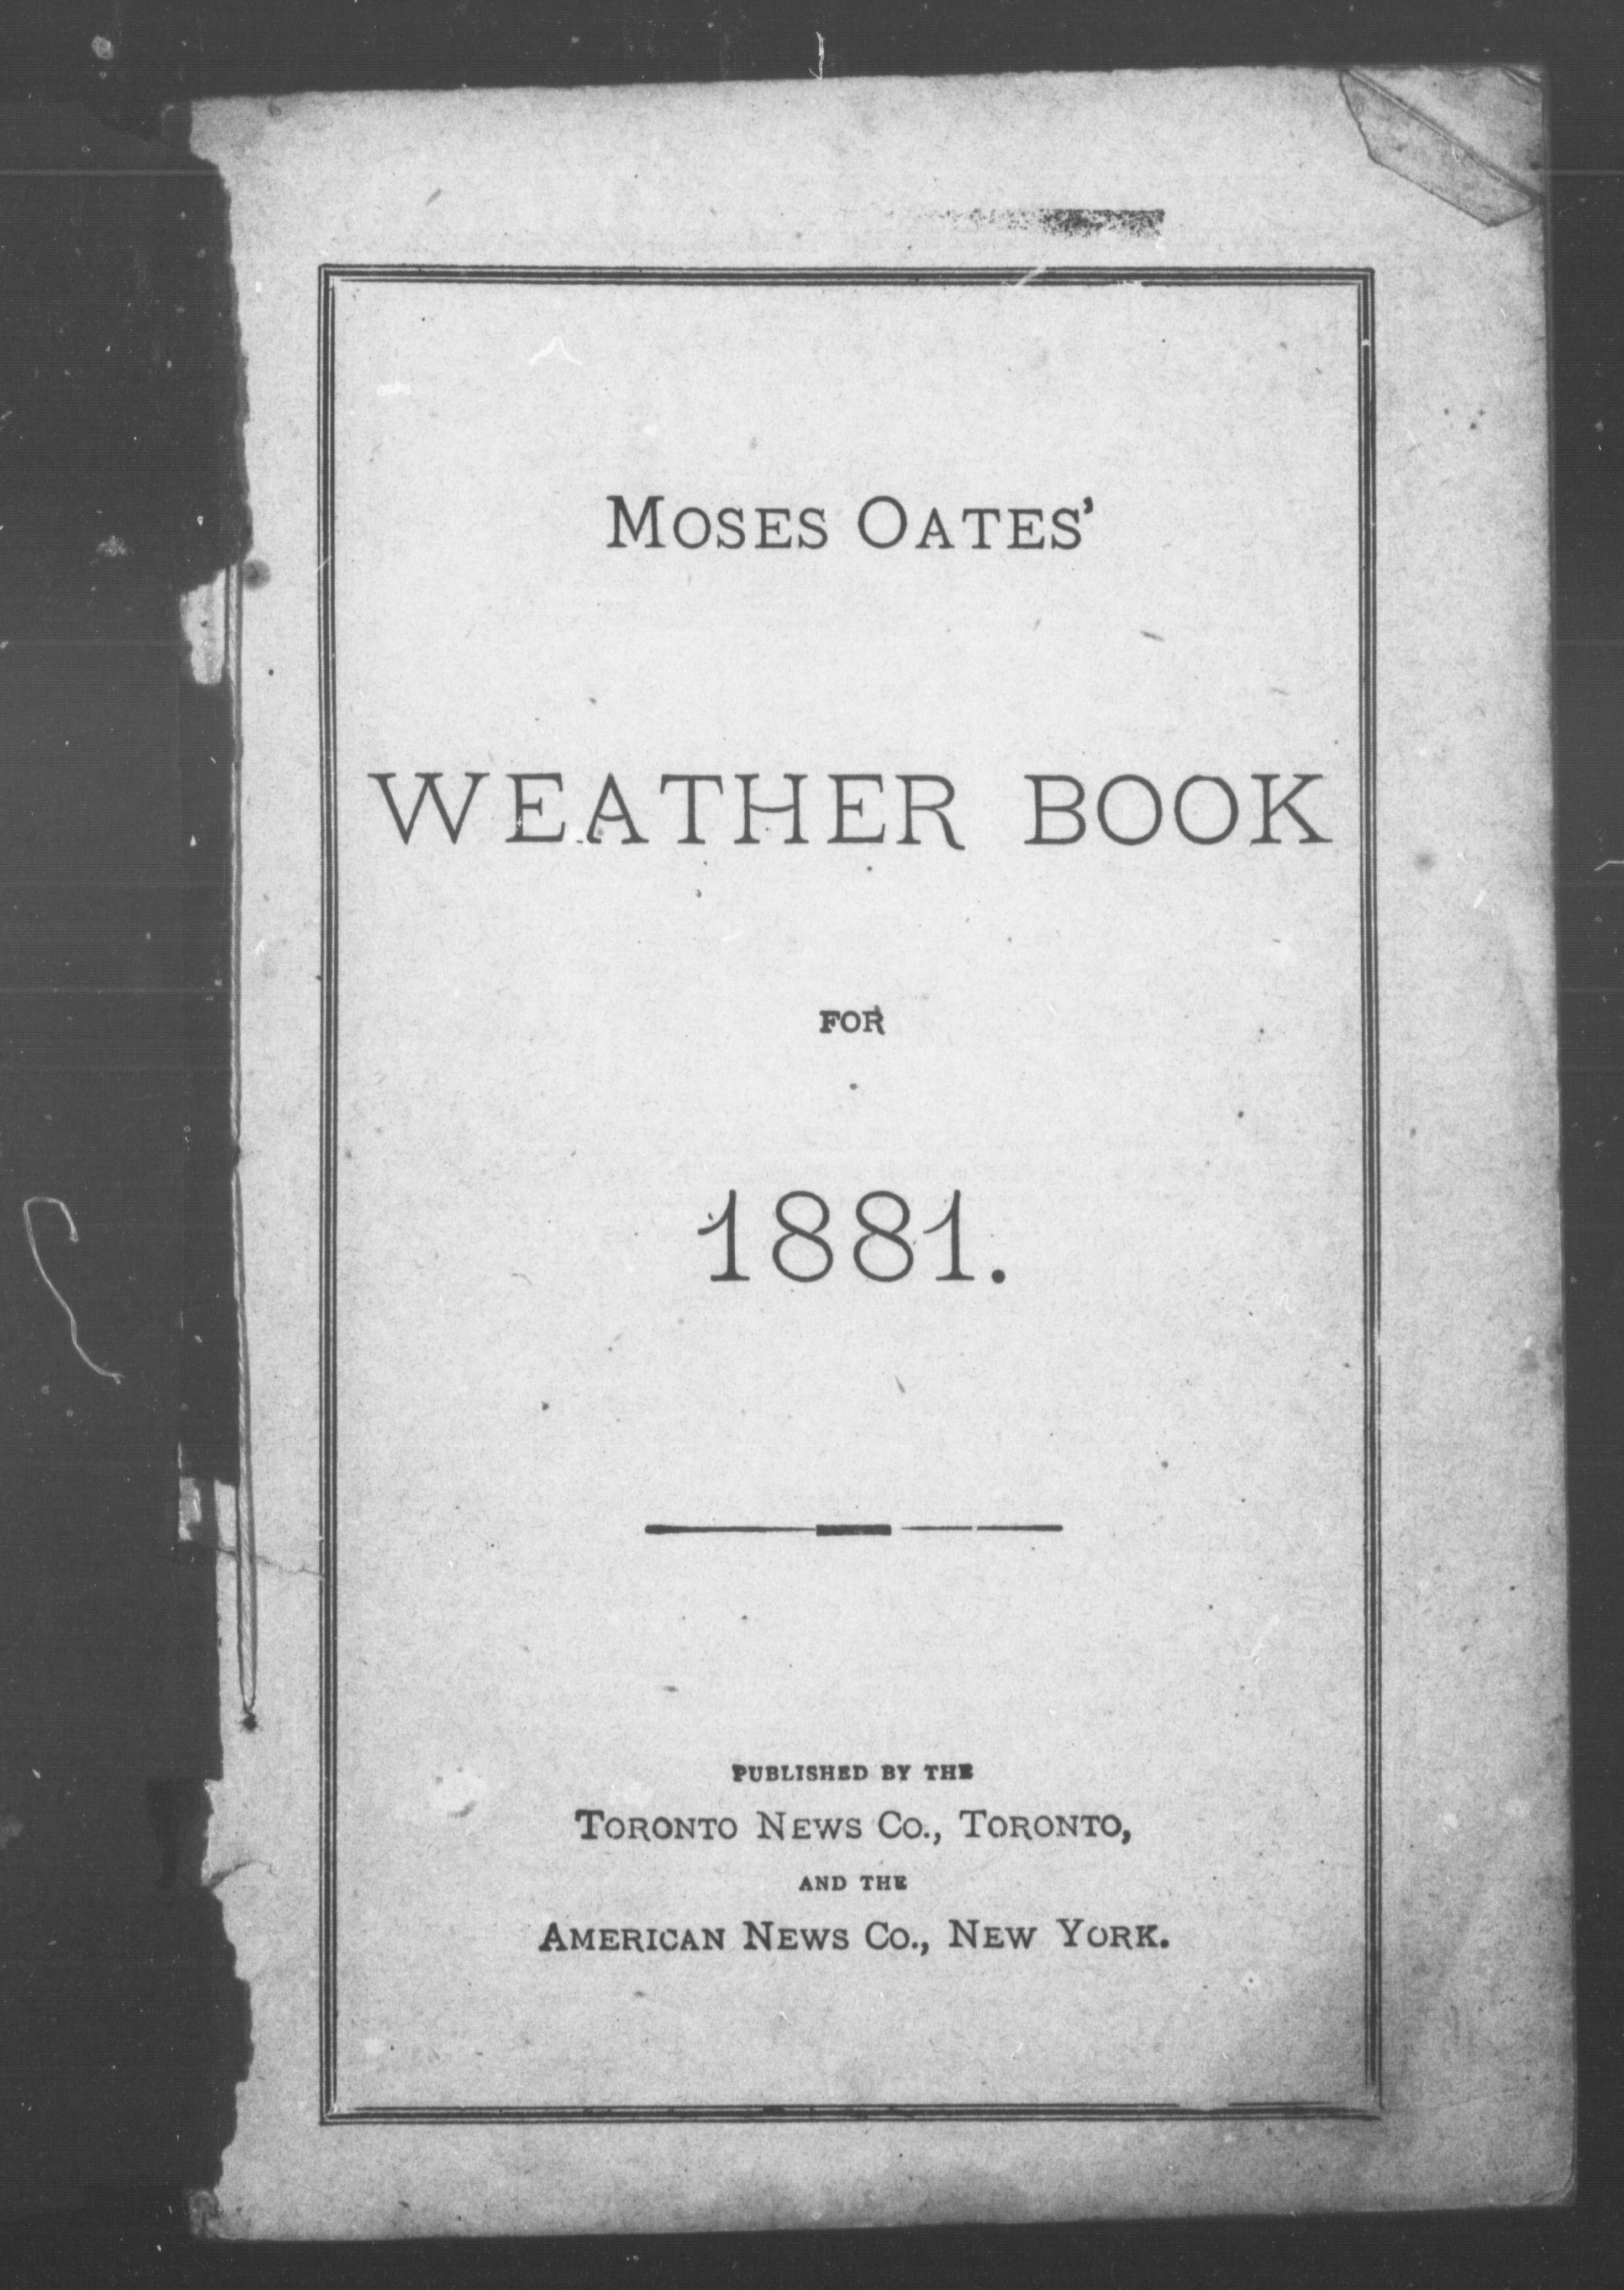 MOSES OATES'
WEATHER BOOK
FOR
1881.
PUBLISHED BY THE
TORONTO NEWS CO., TORONTO,
AND THE
AMERICAN NEWS CO., NEW YORK.